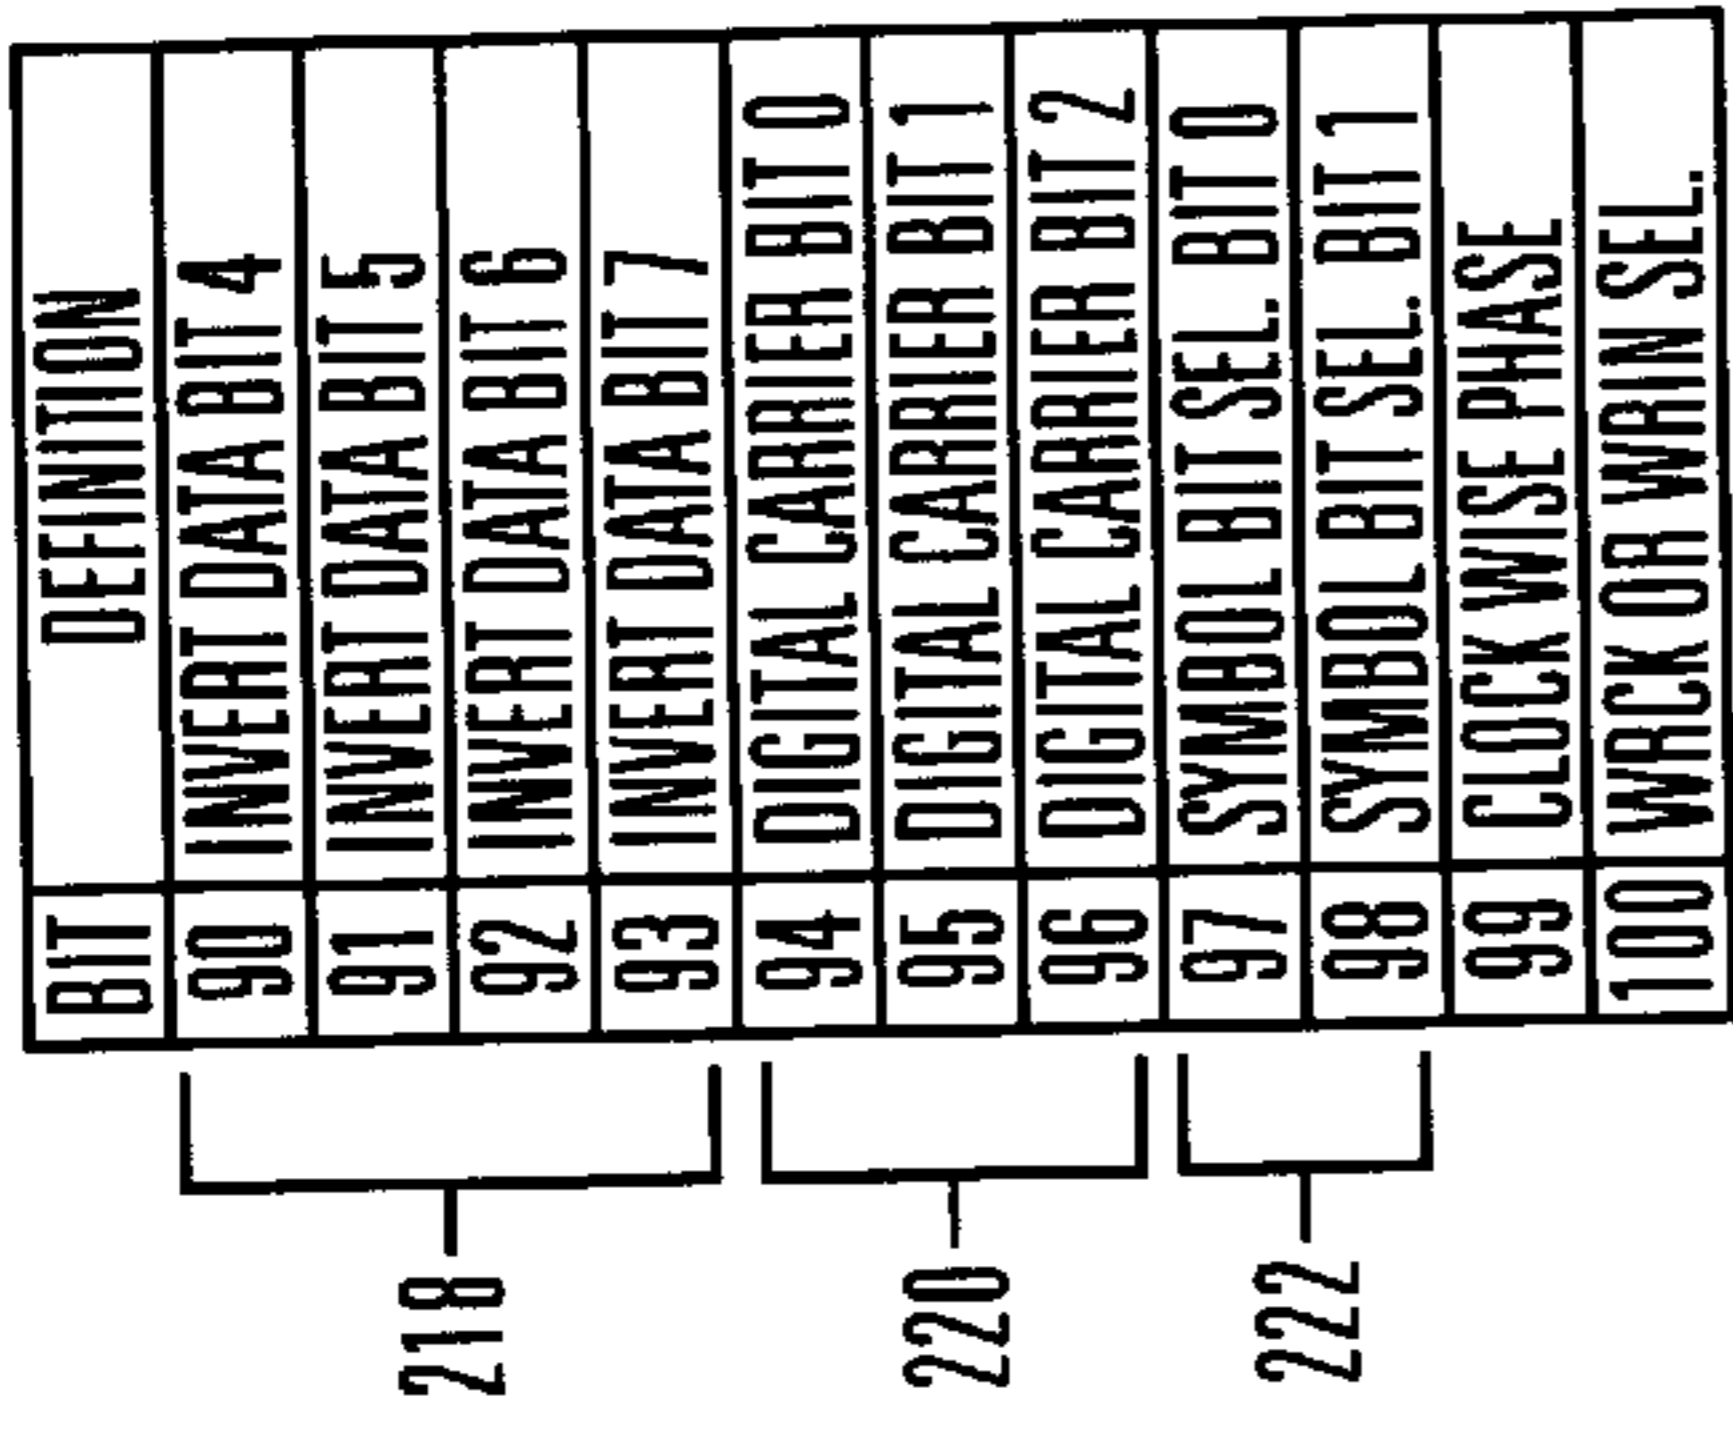 BIT DEFINITION
90 INVERT DATA BIT 4
91 INVERT DATA BIT 5
92 INVERT DATA BIT 6
93 INVERT DATA BIT 7
94 DIGITAL CARRIER BIT 0
95 DIGITAL CARRIER BIT 1
96 DIGITAL CARRIER BIT 2
97 SYMBOL BIT SEL. BIT 0
98 SYMBOL BIT SEL. BIT 1
99 CLOCK WISE PHASE
100 WRCK OR WRIN SEL.
218
220
222